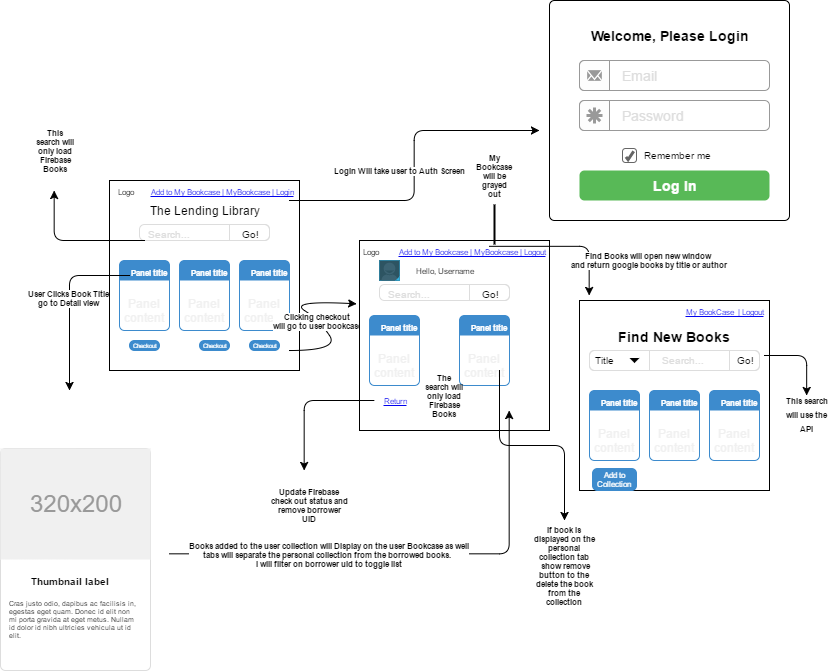 Welcome, Please Login
Email
Password
Remember me
Log In
This
search will
only load
Firebase
Books
Login Will take user to Auth Screen
My
Bookcase
will be
grayed
out
Logo
Add to My Bookcase | MyBookcase | Login
The Lending Library
Search...
Go!
Panel title
Panel title
Panel title
Panel
content
Panel
content
Panel
content
Checkout
Checkout
Checkout
User Clicks Book Title
go to Detail view
Clicking checkout
will go to user bookcase
Logo
Add to My Bookcase | MyBookcase | Logout
Hello, Username
Search...
Go!
Panel title
Panel title
Panel
content
Panel
content
The
search will
only load
Firebase
Books
Return
Find Books will open new window
and return google books by title or author
My BookCase | Logout
Find New Books
Title
Search...
Go!
Panel title
Panel title
Panel title
Panel
content
Panel
content
Panel
content
Add to
Collection
This search
will use the
API
Update Firebase
check out status and
remove borrower
UID
Books added to the user collection will Display on the user Bookcase as well
tabs will separate the personal collection from the borrowed books.
I will filter on borrower uid to toggle list
If book is
displayed on the
personal
collection tab
show remove
button to the
delete the book
from the
collection
320x200
Thumbnail label
Cras justo odio, dapibus ac facilisis in,
egestas eget quam. Donec id elit non
mi porta gravida at eget metus. Nullam
id dolor id nibh ultricies vehicula ut id
elit.